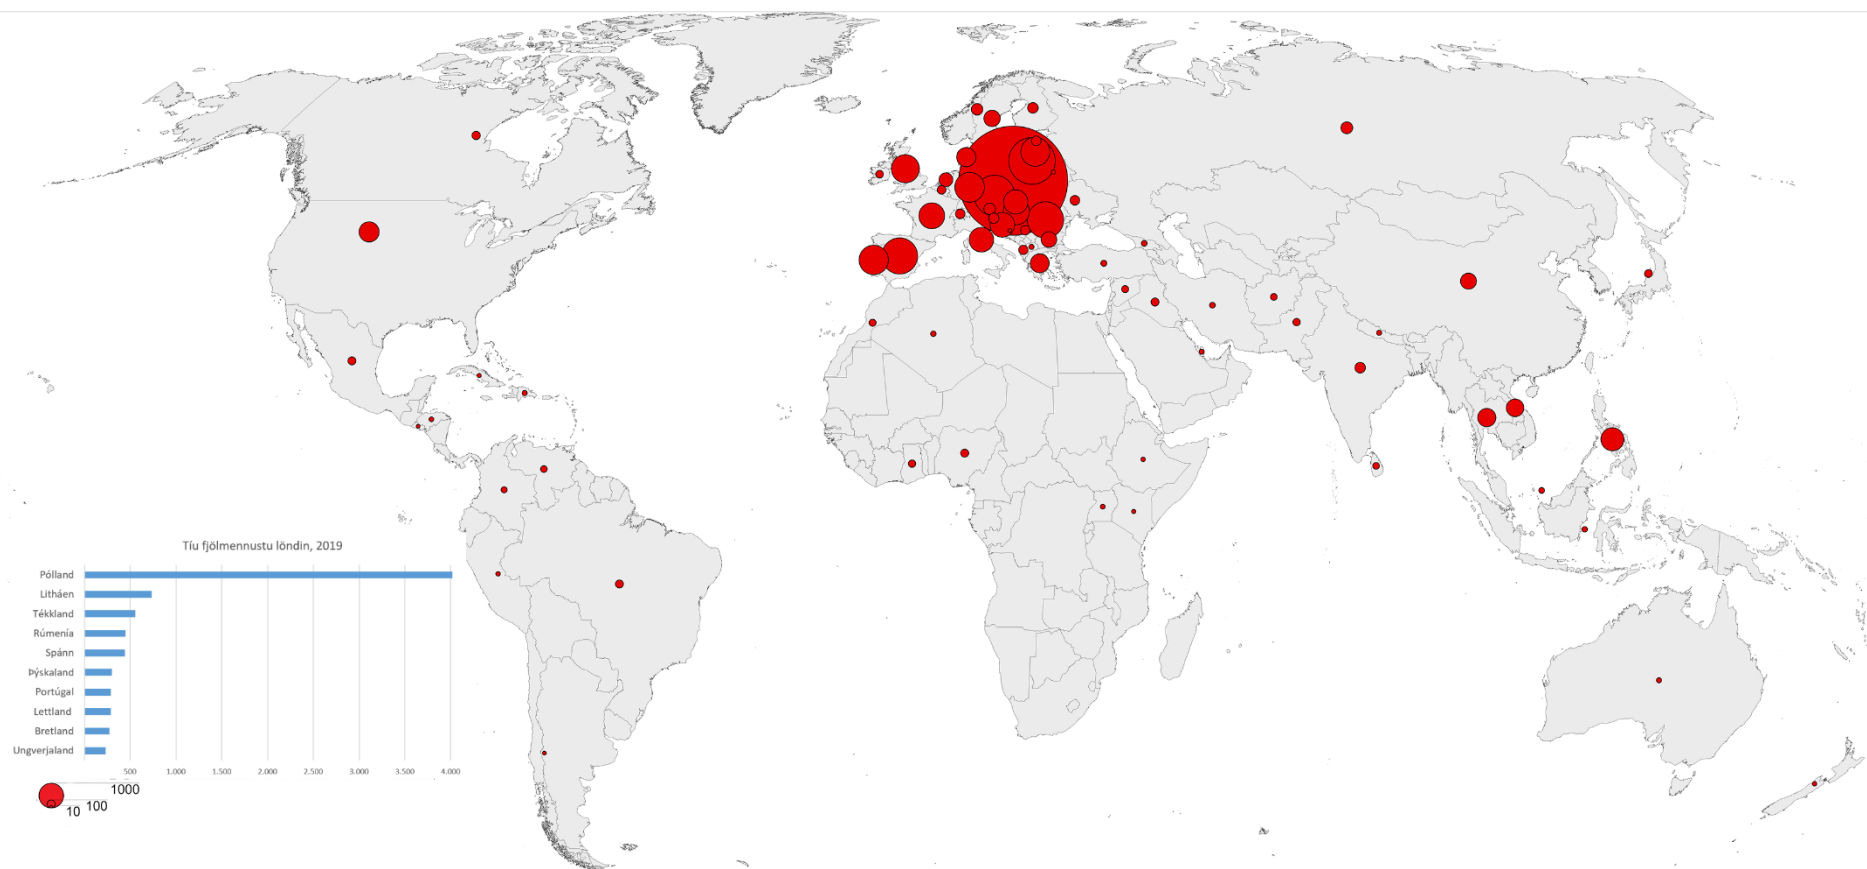 Tíu fjölmennustu löndin, 2019
Pólland
Litháen
Tékkland
Rúmenía
Spánn
Þýskaland
Portúgal
Lettland
Bretland
Ungverjaland
500 1.000 1.500 2.000 2.500 3.000 3.500 4.000
1000
100
10